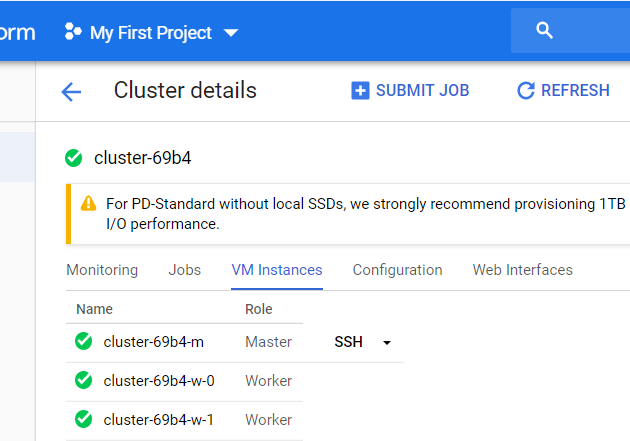 orm My First Project
Cluster details SUBMIT JOB REFRESH
cluster-69b4
For PD-Standard without local SSDs, we strongly recommend provisioning 1TB
I/O performance.
Monitoring Jobs VM Instances Configuration Web Interfaces
Name Role
cluster-69b4-m Master SSH
cluster-69b4-w-0 Worker
cluster-69b4-w-1 Worker